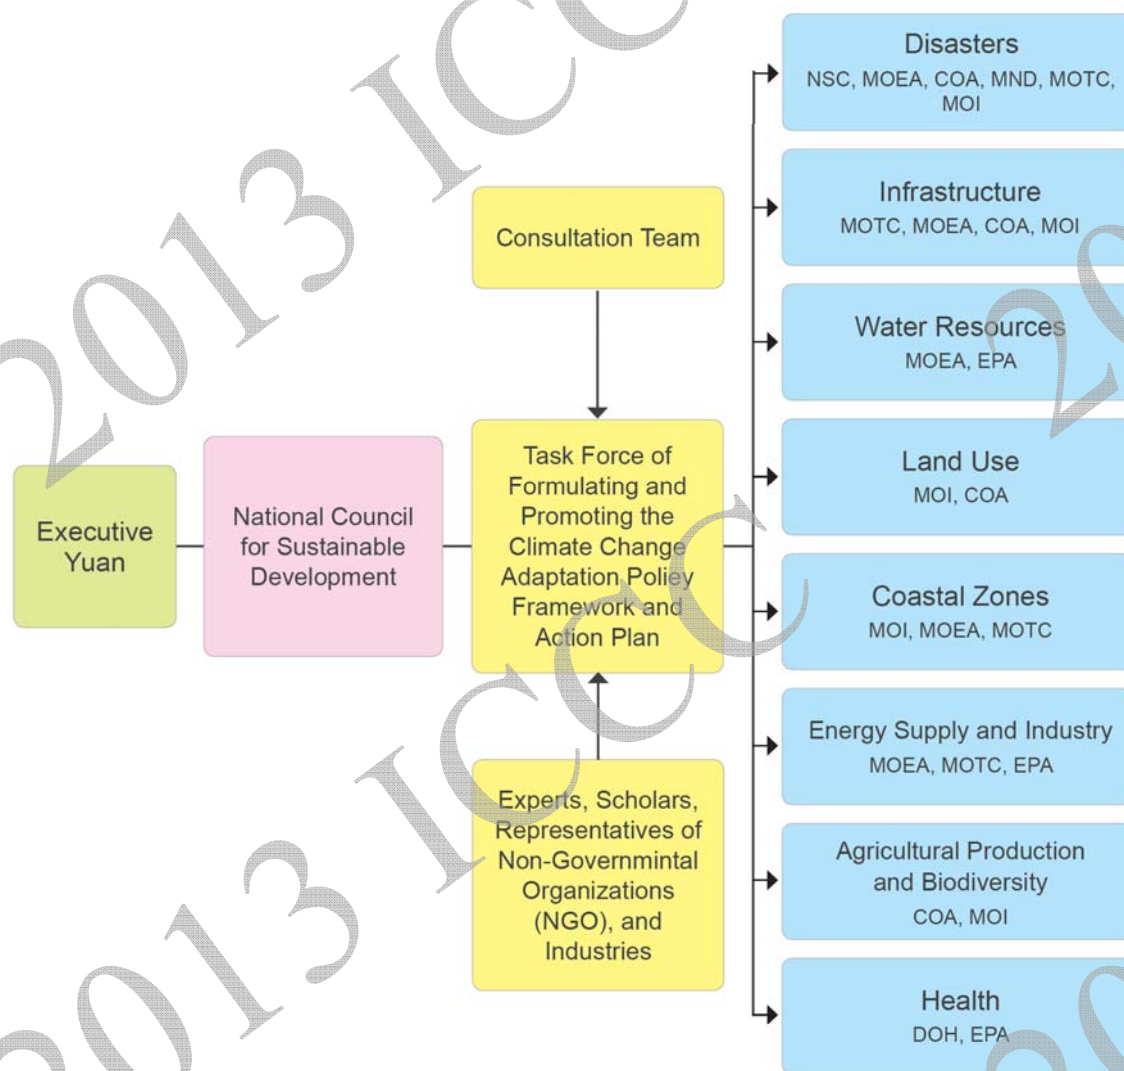 Executive
Yuan
National Council
for Sustainable
Development
Consultation Team
Task Force of
Formulating and
Promoting the
Climate Change
Adaptation Policy
Framework and
Action Plan
Experts, Scholars,
Representatives of
Non-Governmintal
Organizations
(NGO), and
Industries
Disasters
NSC, MOEA, COA, MND, MOTC,
MOI
Infrastructure
MOTC, MOEA, COA, MOI
Water Resources
MOEA, EPA
Land Use
MOI, COA
Coastal Zones
MOI, MOEA, MOTC
Energy Supply and Industry
MOEA, MOTC, EPA
Agricultural Production
and Biodiversity
COA, MOI
Health
DOH, EPA
2013 ICC
2013 ICCC
20